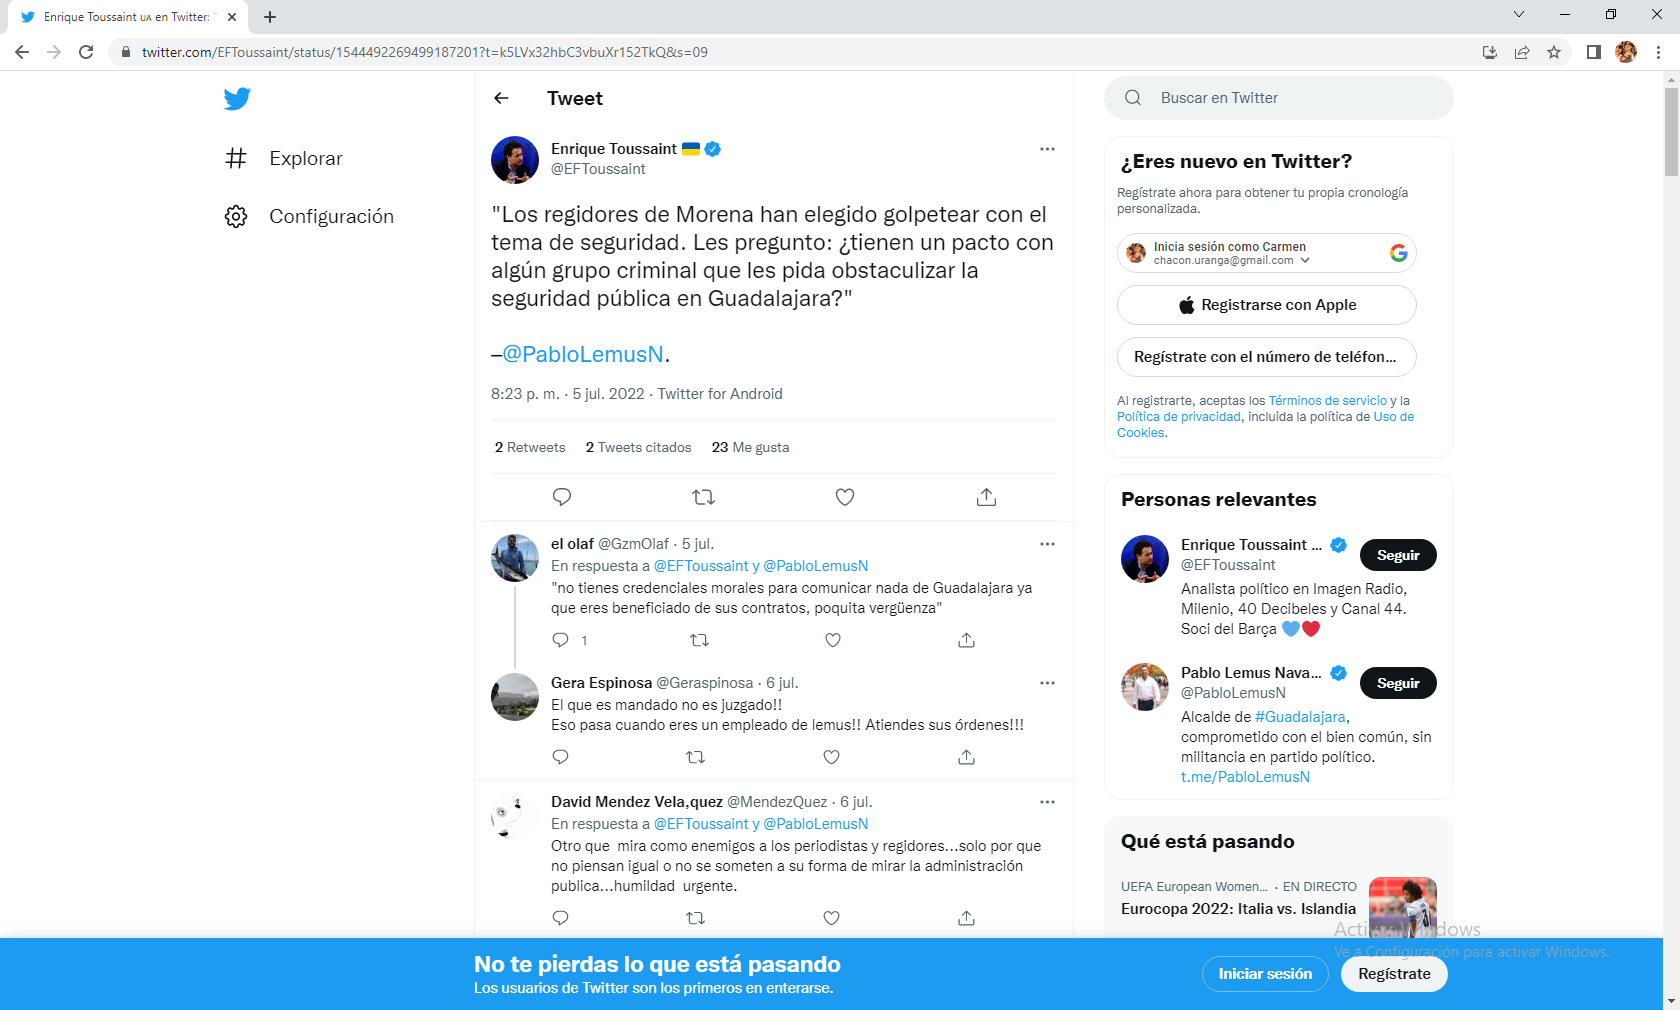 Enrique Toussaint UA en Twitter: "
twitter.com/EFToussaint/status/1544492269499187201?t=k5LVx32hbC3vbuXr152TkQ&s=09
Explorar
Configuración
Tweet
Enrique Toussaint
@EFToussaint
"Los regidores de Morena han elegido golpetear con el
tema de seguridad. Les pregunto: ¿tienen un pacto con
algún grupo criminal que les pida obstaculizar la
seguridad pública en Guadalajara?"
–@PabloLemusN.
8:23 p. m. · 5 jul. 2022 · Twitter for Android
2 Retweets 2 Tweets citados 23 Me gusta
el olaf @GzmOlaf · 5 jul.
En respuesta a @EFToussaint y @PabloLemusN
"no tienes credenciales morales para comunicar nada de Guadalajara ya
que eres beneficiado de sus contratos, poquita vergüenza"
1
Gera Espinosa @Geraspinosa · 6 jul.
El que es mandado no es juzgado!!
Eso pasa cuando eres un empleado de lemus!! Atiendes sus órdenes!!!
David Mendez Vela,quez @MendezQuez · 6 jul.
En respuesta a @EFToussaint y @PabloLemusN
Otro que  mira como enemigos a los periodistas y regidores...solo por que
no piensan igual o no se someten a su forma de mirar la administración
publica...humildad  urgente.
Buscar en Twitter
¿Eres nuevo en Twitter?
Regístrate ahora para obtener tu propia cronología
personalizada.
Inicia sesión como Carmen
chacon.uranga@gmail.com
Registrarse con Apple
Regístrate con el número de teléfon...
Al registrarte, aceptas los Términos de servicio y la
Política de privacidad, incluida la política de Uso de
Cookies.
Personas relevantes
Enrique Toussaint ...
@EFToussaint
Seguir
Analista político en Imagen Radio,
Milenio, 40 Decibeles y Canal 44.
Soci del Barça 💙❤️
Pablo Lemus Nava...
@PabloLemusN
Seguir
Alcalde de #Guadalajara,
comprometido con el bien común, sin
militancia en partido político.
t.me/PabloLemusN
Qué está pasando
UEFA European Women... · EN DIRECTO
Eurocopa 2022: Italia vs. Islandia
Activar Windows
Ve a Configuración para activar Windows.
No te pierdas lo que está pasando
Los usuarios de Twitter son los primeros en enterarse.
Iniciar sesión
Regístrate